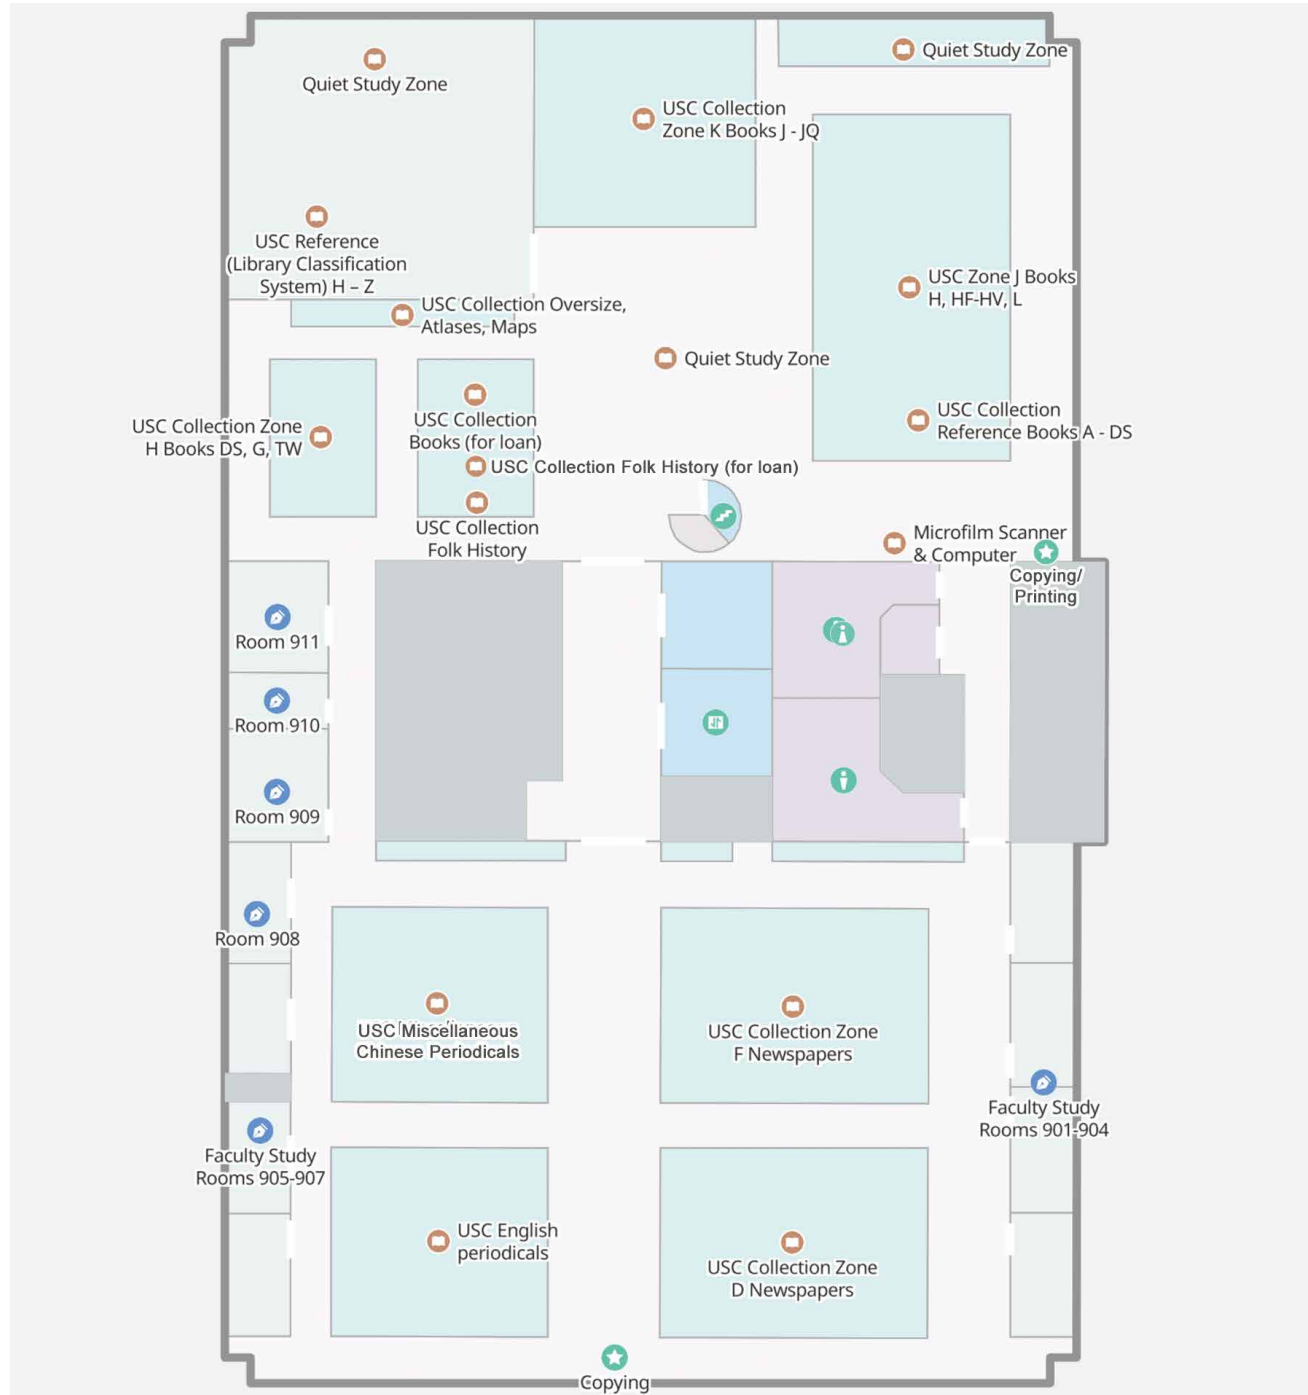 Quiet Study Zone
Quiet Study Zone
USC Collection
Zone K Books J - JQ
USC Reference
(Library Classification
System) H – Z
USC Collection Oversize,
Atlases, Maps
USC Zone J Books
H, HF-HV, L
Quiet Study Zone
USC Collection Zone
H Books DS, G, TW
USC Collection
Books (for loan)
USC Collection
Reference Books A - DS
USC Collection Folk History (for loan)
USC Collection
Folk History
Microfilm Scanner
& Computer
Copying/
Printing
Room 911
Room 910
Room 909
Room 908
USC Miscellaneous
Chinese Periodicals
USC Collection Zone
F Newspapers
Faculty Study
Rooms 901-904
Faculty Study
Rooms 905-907
USC English
periodicals
USC Collection Zone
D Newspapers
Copying